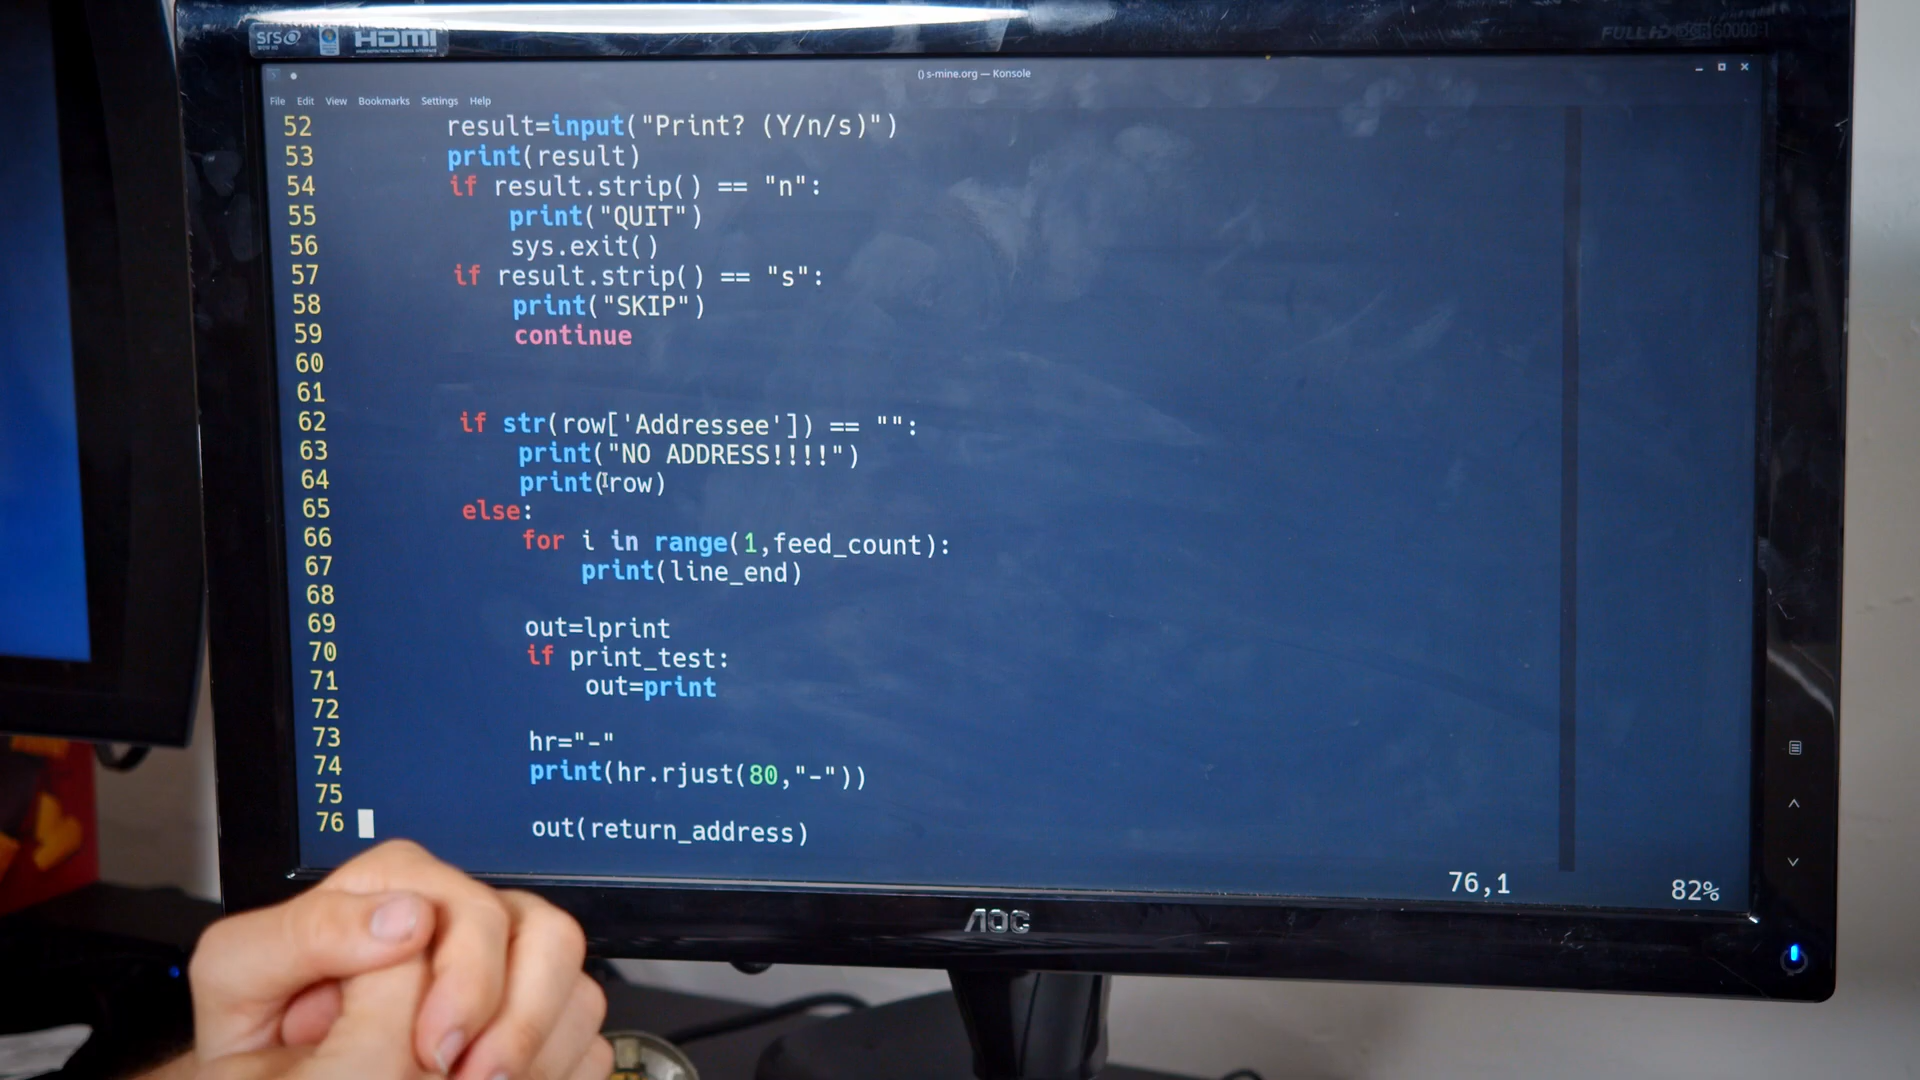 SRS HDMI
FULL HD DCR 60000:1
() s-mine.org — Konsole
File Edit View Bookmarks Settings Help
52 result=input("Print? (Y/n/s)")
53 print(result)
54 if result.strip() == "n":
55 print("QUIT")
56 sys.exit()
57 if result.strip() == "s":
58 print("SKIP")
59 continue
60
61
62 if str(row['Addressee']) == "":
63 print("NO ADDRESS!!!!")
64 print(row)
65 else:
66 for i in range(1,feed_count):
67 print(line_end)
68
69 out=lprint
70 if print_test:
71 out=print
72
73 hr="-"
74 print(hr.rjust(80,"-"))
75
76 out(return_address)
76,1 82%
AOC